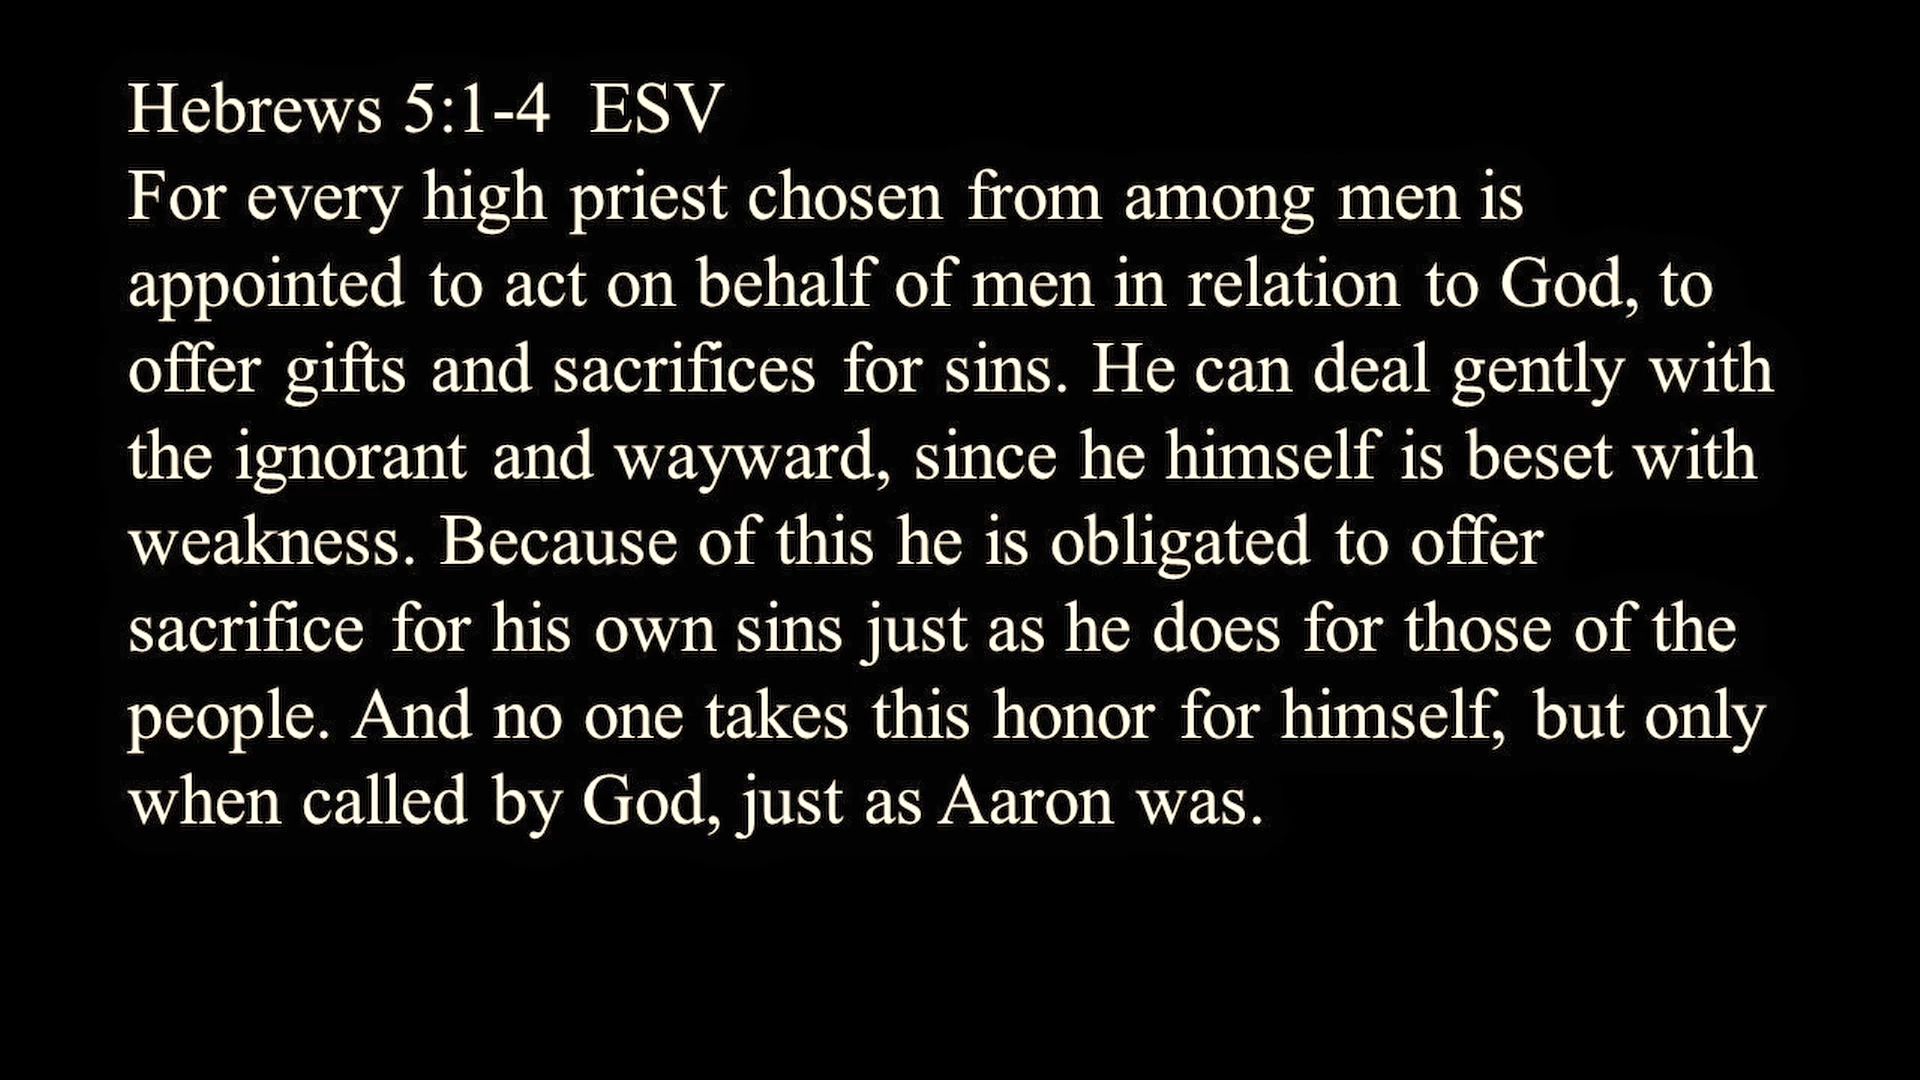 Hebrews 5:1-4  ESV
For every high priest chosen from among men is
appointed to act on behalf of men in relation to God, to
offer gifts and sacrifices for sins. He can deal gently with
the ignorant and wayward, since he himself is beset with
weakness. Because of this he is obligated to offer
sacrifice for his own sins just as he does for those of the
people. And no one takes this honor for himself, but only
when called by God, just as Aaron was.